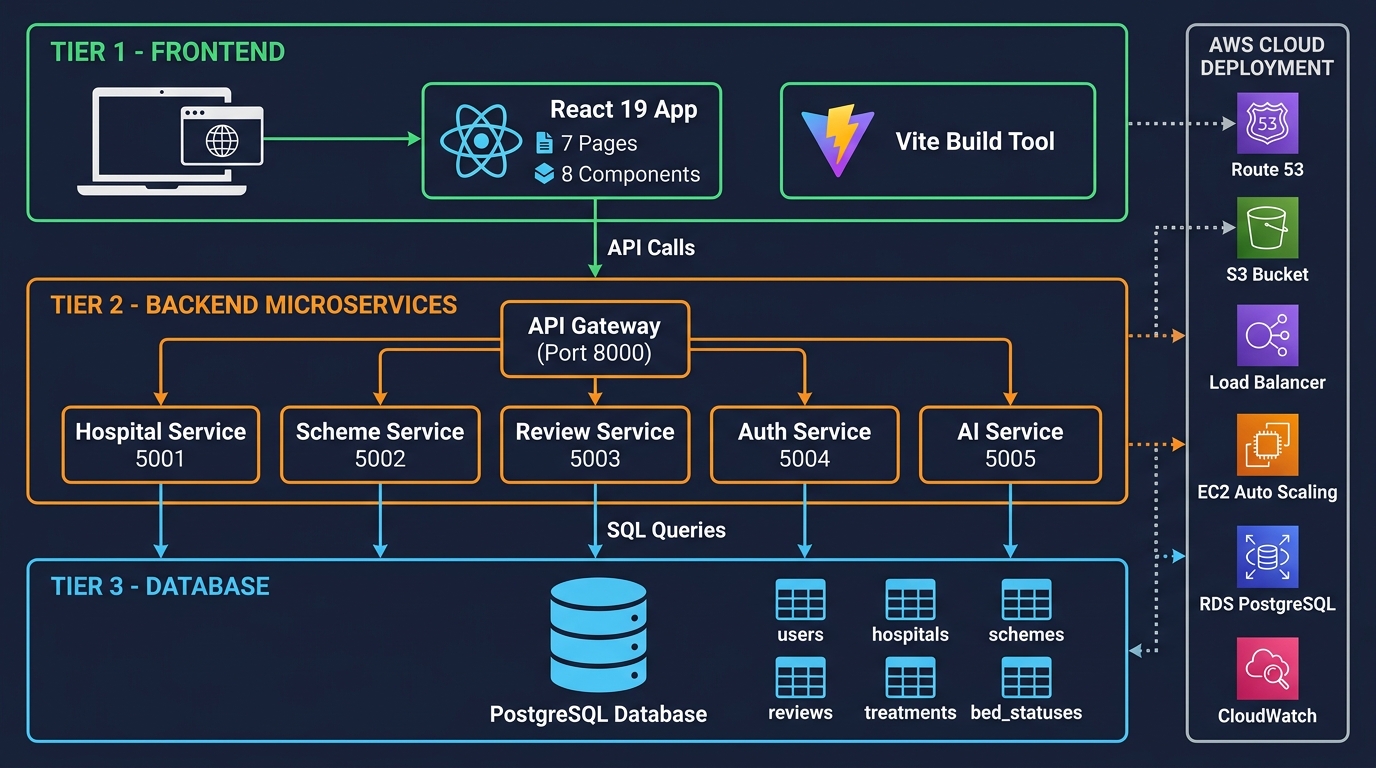 TIER 1 - FRONTEND
React 19 App
7 Pages
8 Components
Vite Build Tool
API Calls
TIER 2 - BACKEND MICROSERVICES
API Gateway
(Port 8000)
Hospital Service
5001
Scheme Service
5002
Review Service
5003
Auth Service
5004
AI Service
5005
SQL Queries
TIER 3 - DATABASE
PostgreSQL Database
users
hospitals
schemes
reviews
treatments
bed_statuses
AWS CLOUD
DEPLOYMENT
53
Route 53
S3 Bucket
Load Balancer
EC2 Auto Scaling
RDS PostgreSQL
CloudWatch